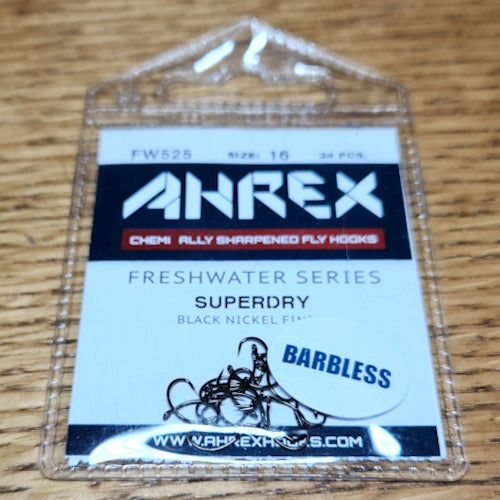 FW525 SIZE: 16 24 PCS.
AHREX
CHEMI ALLY SHARPENED FLY HOOKS
FRESHWATER SERIES
SUPERDRY
BLACK NICKEL FIN
BARBLESS
WWW.AHREXHOOKS.COM